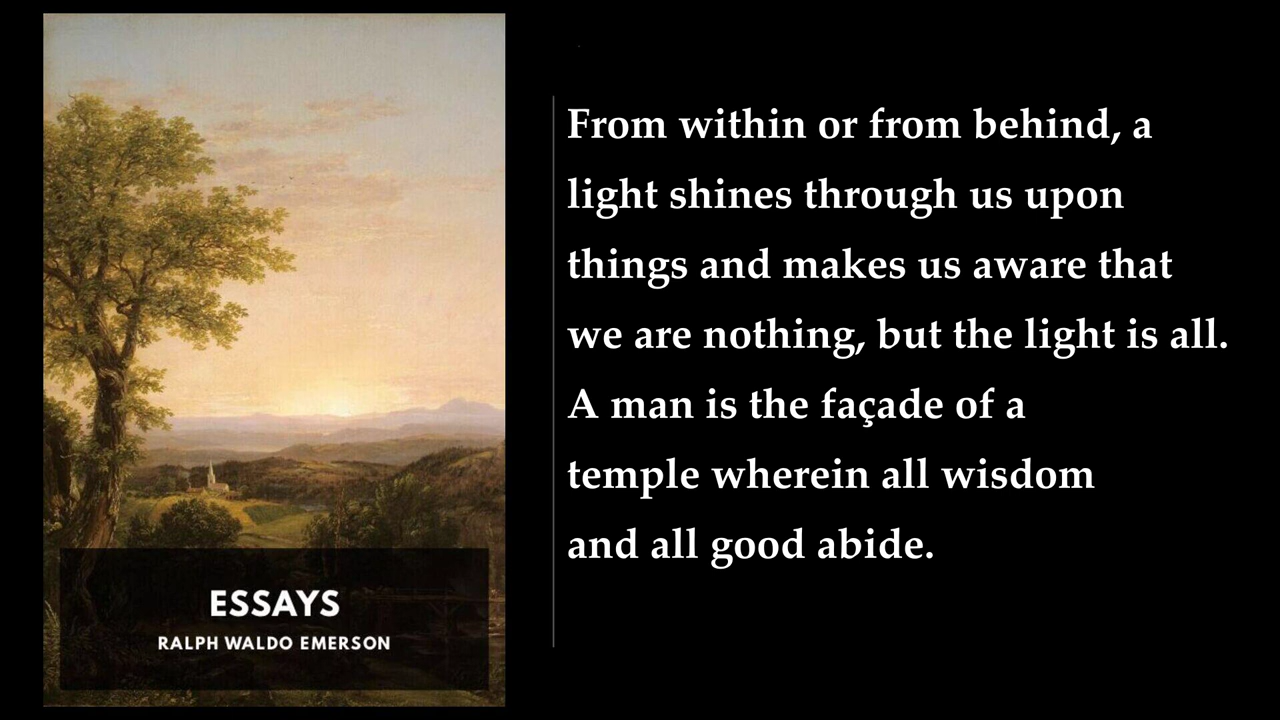 ESSAYS
RALPH WALDO EMERSON
From within or from behind, a
light shines through us upon
things and makes us aware that
we are nothing, but the light is all.
A man is the façade of a
temple wherein all wisdom
and all good abide.